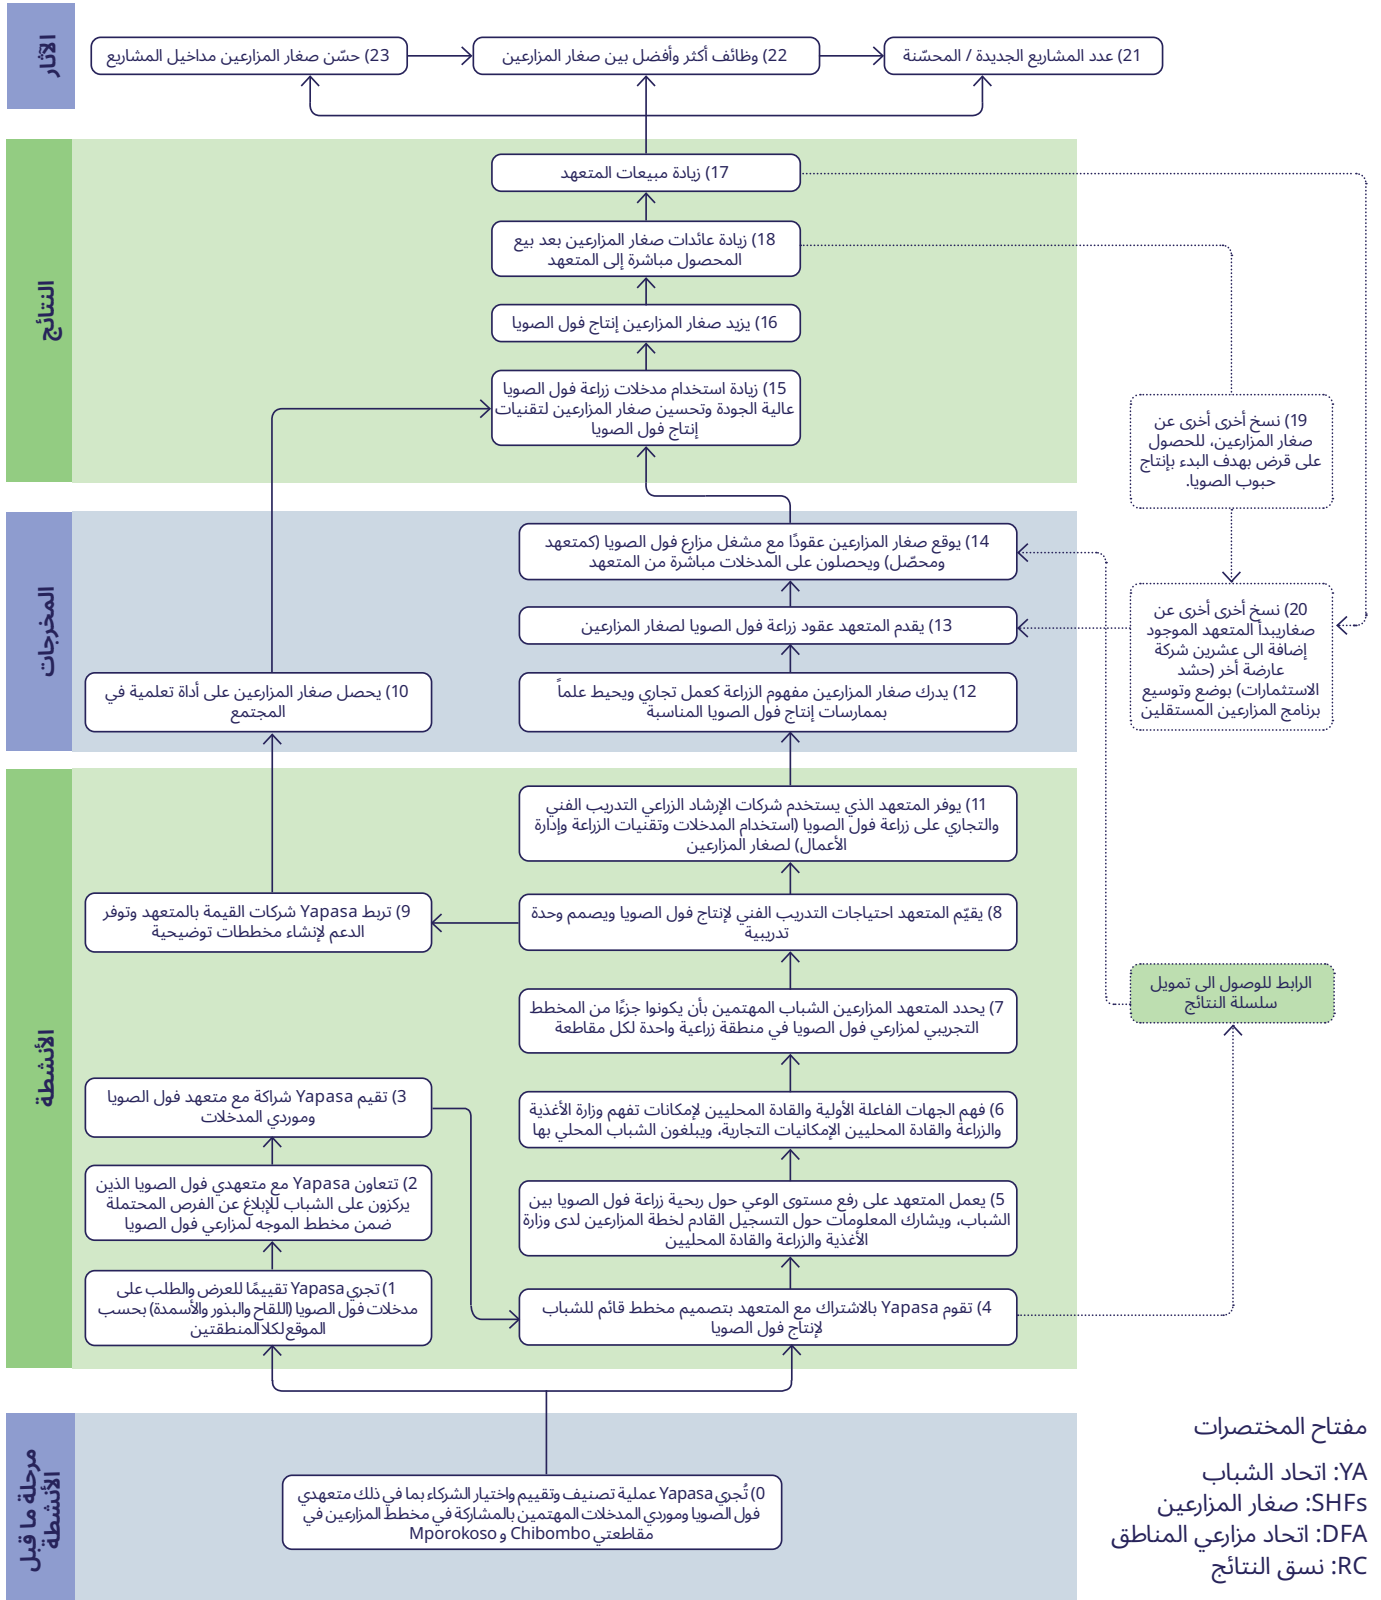 الآثار
21) عدد المشاريع الجديدة / المحسّنة
22) وظائف أكثر وأفضل بين صغار المزارعين
23) حسّن صغار المزارعين مداخيل المشاريع
النتائج
17) زيادة مبيعات المتعهد
18) زيادة عائدات صغار المزارعين بعد بيع
المحصول مباشرة إلى المتعهد
16) يزيد صغار المزارعين إنتاج فول الصويا
15) زيادة استخدام مدخلات زراعة فول الصويا
عالية الجودة وتحسين صغار المزارعين لتقنيات
إنتاج فول الصويا
19) نسخ أخرى أخرى عن
صغار المزارعين، للحصول
على قرض بهدف البدء بإنتاج
حبوب الصويا.
المخرجات
14) يوقع صغار المزارعين عقودًا مع مشغل مزارع فول الصويا (كمتعهد
ومحصّل) ويحصلون على المدخلات مباشرة من المتعهد
13) يقدم المتعهد عقود زراعة فول الصويا لصغار المزارعين
20) نسخ أخرى أخرى عن
صغاريبدأ المتعهد الموجود
إضافة الى عشرين شركة
عارضة أخر (حشد
الاستثمارات) بوضع وتوسيع
برنامج المزارعين المستقلين
12) يدرك صغار المزارعين مفهوم الزراعة كعمل تجاري ويحيط علماً
بممارسات إنتاج فول الصويا المناسبة
10) يحصل صغار المزارعين على أداة تعلمية في
المجتمع
الأنشطة
11) يوفر المتعهد الذي يستخدم شركات الإرشاد الزراعي التدريب الفني
والتجاري على زراعة فول الصويا (استخدام المدخلات وتقنيات الزراعة وإدارة
الأعمال) لصغار المزارعين
8) يقيّم المتعهد احتياجات التدريب الفني لإنتاج فول الصويا ويصمم وحدة
تدريبية
9) تربط Yapasa شركات القيمة بالمتعهد وتوفر
الدعم لإنشاء مخططات توضيحية
7) يحدد المتعهد المزارعين الشباب المهتمين بأن يكونوا جزءًا من المخطط
التجريبي لمزارعي فول الصويا في منطقة زراعية واحدة لكل مقاطعة
الرابط للوصول الى تمويل
سلسلة النتائج
6) فهم الجهات الفاعلة الأولية والقادة المحليين لإمكانات تفهم وزارة الأغذية
والزراعة والقادة المحليين الإمكانيات التجارية، ويبلغون الشباب المحلي بها
3) تقيم Yapasa شراكة مع متعهد فول الصويا
وموردي المدخلات
2) تتعاون Yapasa مع متعهدي فول الصويا الذين
يركزون على الشباب للإبلاغ عن الفرص المحتملة
ضمن مخطط الموجه لمزارعي فول الصويا
5) يعمل المتعهد على رفع مستوى الوعي حول ربحية زراعة فول الصويا بين
الشباب، ويشارك المعلومات حول التسجيل القادم لخطة المزارعين لدى وزارة
الأغذية والزراعة والقادة المحليين
1) تجري Yapasa تقييمًا للعرض والطلب على
مدخلات فول الصويا (اللقاح والبذور والأسمدة) بحسب
الموقع لكلا المنطقتين
4) تقوم Yapasa بالاشتراك مع المتعهد بتصميم مخطط قائم للشباب
لإنتاج فول الصويا
مرحلة ما قبل
الأنشطة
0) تُجري Yapasa عملية تصنيف وتقييم واختيار الشركاء بما في ذلك متعهدي
فول الصويا وموردي المدخلات المهتمين بالمشاركة في مخطط المزارعين في
مقاطعتي Chibombo و Mporokoso
مفتاح المختصرات
YA: اتحاد الشباب
SHFs: صغار المزارعين
DFA: اتحاد مزارعي المناطق
RC: نسق النتائج